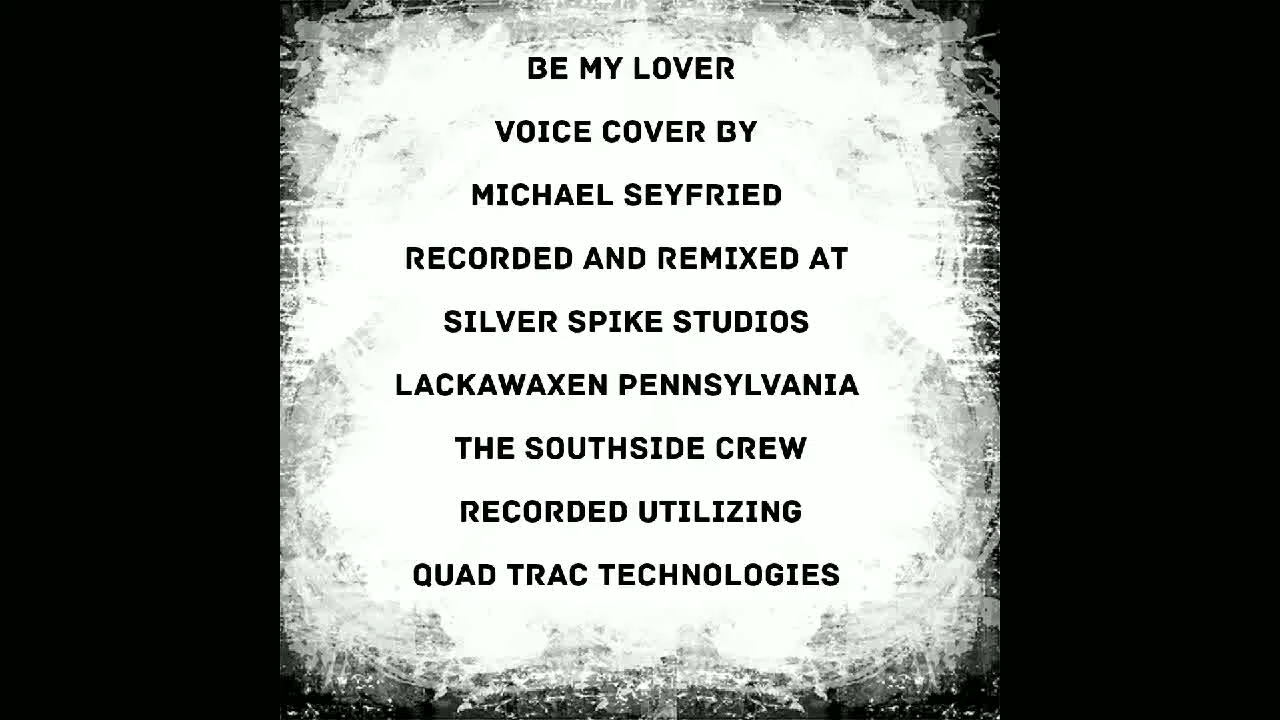 BE MY LOVER
VOICE COVER BY
MICHAEL SEYFRIED
RECORDED AND REMIXED AT
SILVER SPIKE STUDIOS
LACKAWAXEN PENNSYLVANIA
THE SOUTHSIDE CREW
RECORDED UTILIZING
QUAD TRAC TECHNOLOGIES